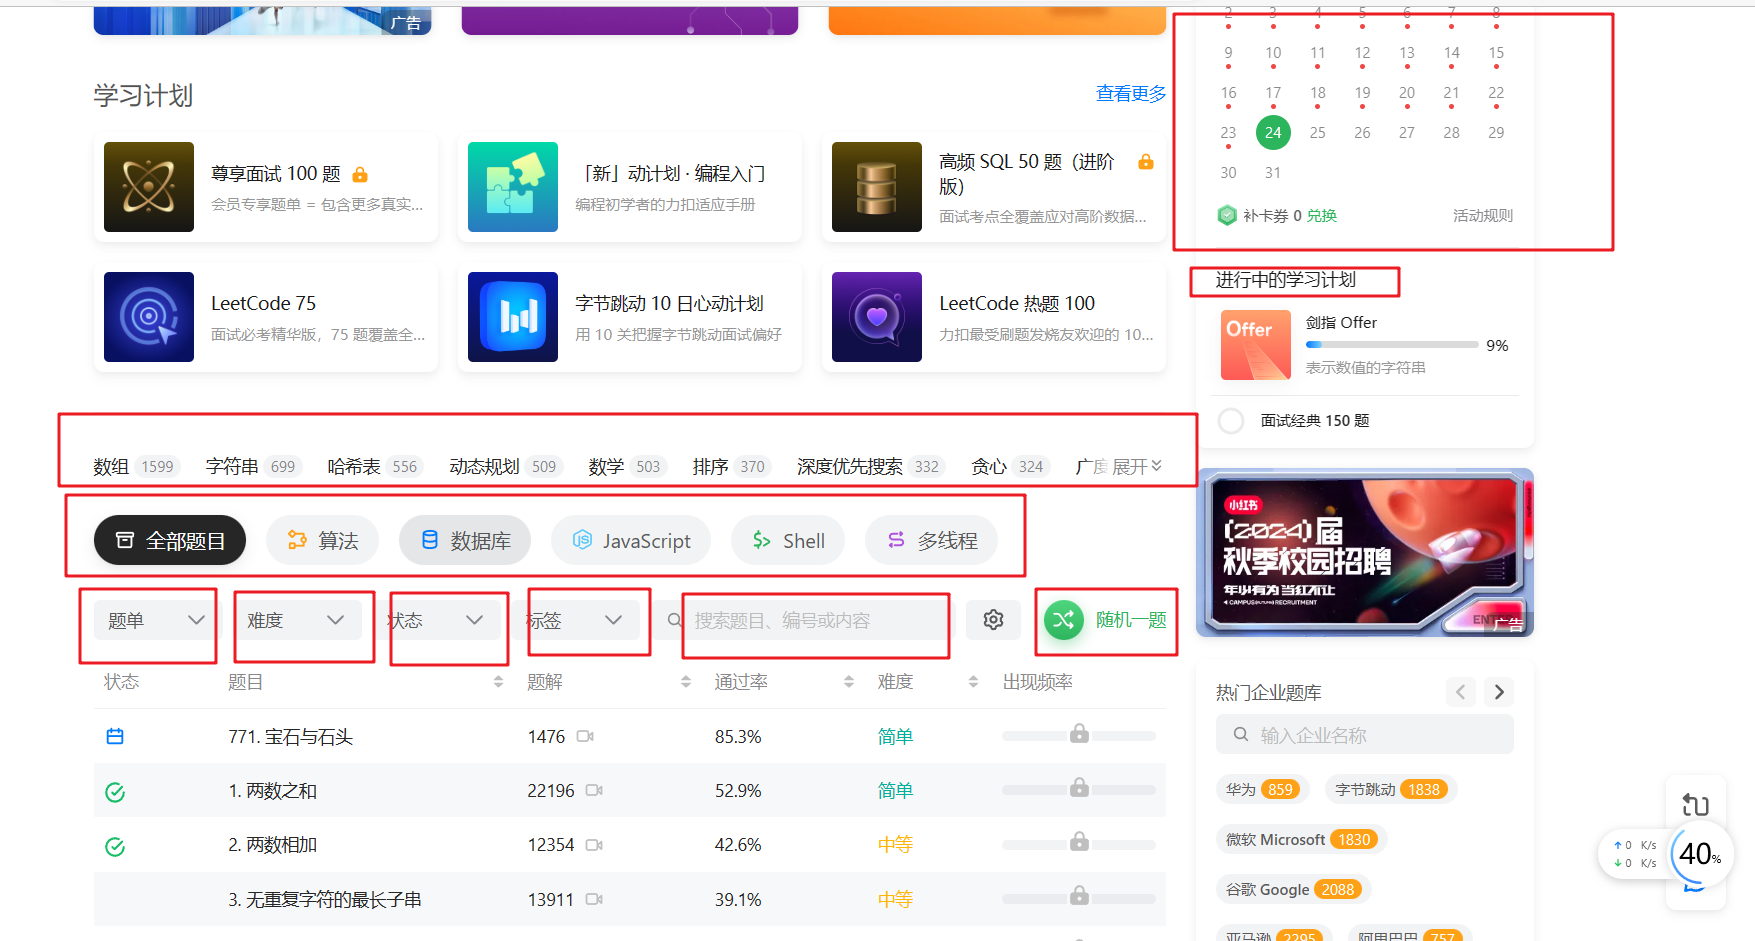 广告
学习计划
查看更多
尊享面试 100 题
会员专享题单 = 包含更多真实...
「新」动计划 · 编程入门
编程初学者的力扣适应手册
高频 SQL 50 题（进阶
版）
面试考点全覆盖应对高阶数据...
LeetCode 75
面试必考精华版，75 题覆盖全...
字节跳动 10 日心动计划
用 10 关把握字节跳动面试偏好
LeetCode 热题 100
力扣最受刷题发烧友欢迎的 10...
数组 1599 字符串 699 哈希表 556 动态规划 509 数学 503 排序 370 深度优先搜索 332 贪心 324 广度 展开
全部题目 算法 数据库 JavaScript Shell 多线程
题单 难度 状态 标签 搜索题目、编号或内容 随机一题
状态 题目 题解 通过率 难度 出现频率
771. 宝石与石头 1476 85.3% 简单
1. 两数之和 22196 52.9% 简单
2. 两数相加 12354 42.6% 中等
3. 无重复字符的最长子串 13911 39.1% 中等
2 3 4 5 6 7 8
9 10 11 12 13 14 15
16 17 18 19 20 21 22
23 24 25 26 27 28 29
30 31
补卡券 0 兑换 活动规则
进行中的学习计划
Offer
剑指 Offer
9%
表示数值的字符串
面试经典 150 题
小红书
(2024)届
秋季校园招聘
年少有为 当红不让
CAMPUS RECRUITMENT
ENT
广告
热门企业题库
输入企业名称
华为 859 字节跳动 1838
微软 Microsoft 1830
谷歌 Google 2088
亚马逊 2295 阿里巴巴 757
0 K/s
0 K/s
40%